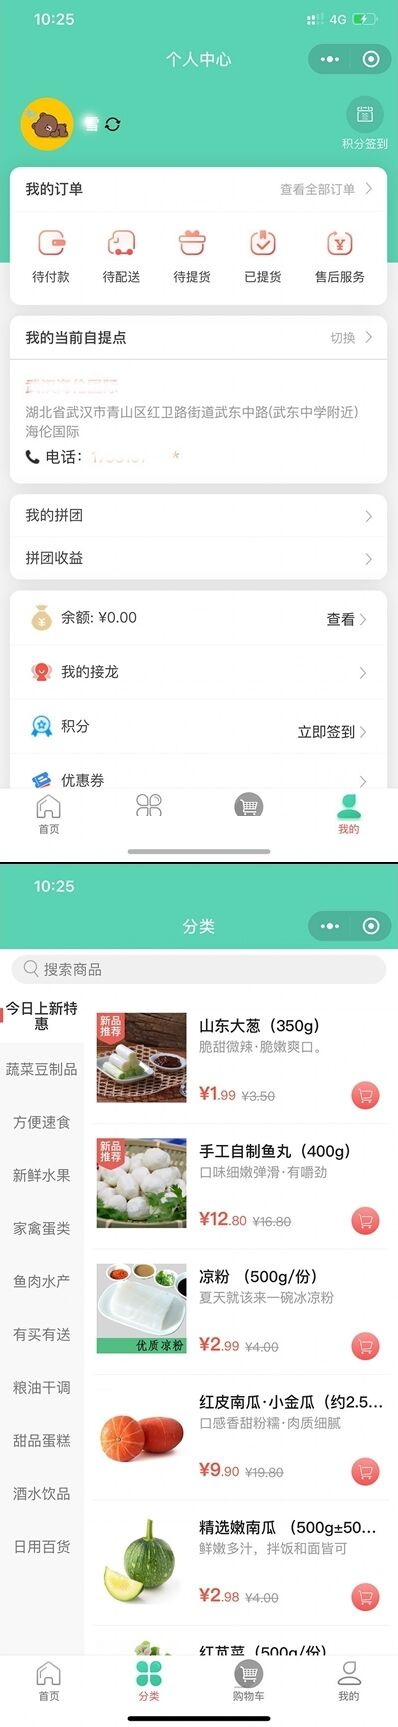 10:25
4G
个人中心
积分签到
我的订单
查看全部订单
待付款
待配送
待提货
已提货
售后服务
我的当前自提点
切换
湖北省武汉市青山区红卫路街道武东中路(武东中学附近)
海伦国际
电话：
我的拼团
拼团收益
余额: ¥0.00
查看
我的接龙
积分
立即签到
优惠券
首页
我的
10:25
分类
搜索商品
今日上新特
惠
蔬菜豆制品
方便速食
新鲜水果
家禽蛋类
鱼肉水产
有买有送
粮油干调
甜品蛋糕
酒水饮品
日用百货
新品
推荐
山东大葱（350g）
脆甜微辣·脆嫩爽口。
¥1.99 ¥3.50
新品
推荐
手工自制鱼丸（400g）
口味细嫩弹滑·有嚼劲
¥12.80 ¥16.80
优质凉粉
凉粉 （500g/份）
夏天就该来一碗冰凉粉
¥2.99 ¥4.00
红皮南瓜·小金瓜（约2.5...
口感香甜粉糯·肉质细腻
¥9.90 ¥19.80
精选嫩南瓜 （500g±50...
鲜嫩多汁，拌饭和面皆可
¥2.98 ¥4.00
红苋菜（500g/份）
首页
分类
购物车
我的